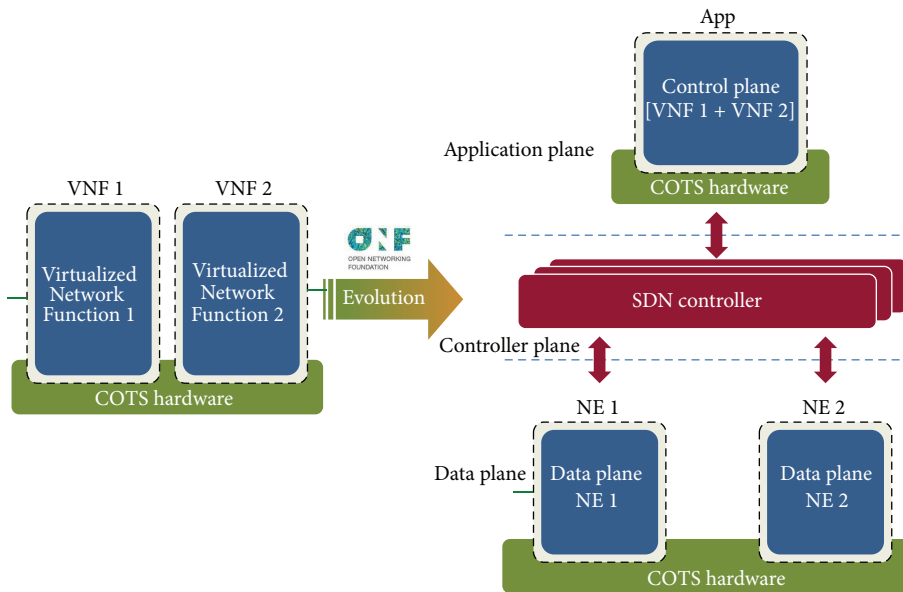 VNF 1
VNF 2
Virtualized
Network
Function 1
Virtualized
Network
Function 2
COTS hardware
ONF
OPEN NETWORKING
FOUNDATION
Evolution
App
Control plane
[VNF 1 + VNF 2]
Application plane
COTS hardware
SDN controller
Controller plane
NE 1
NE 2
Data plane
Data plane
NE 1
Data plane
NE 2
COTS hardware